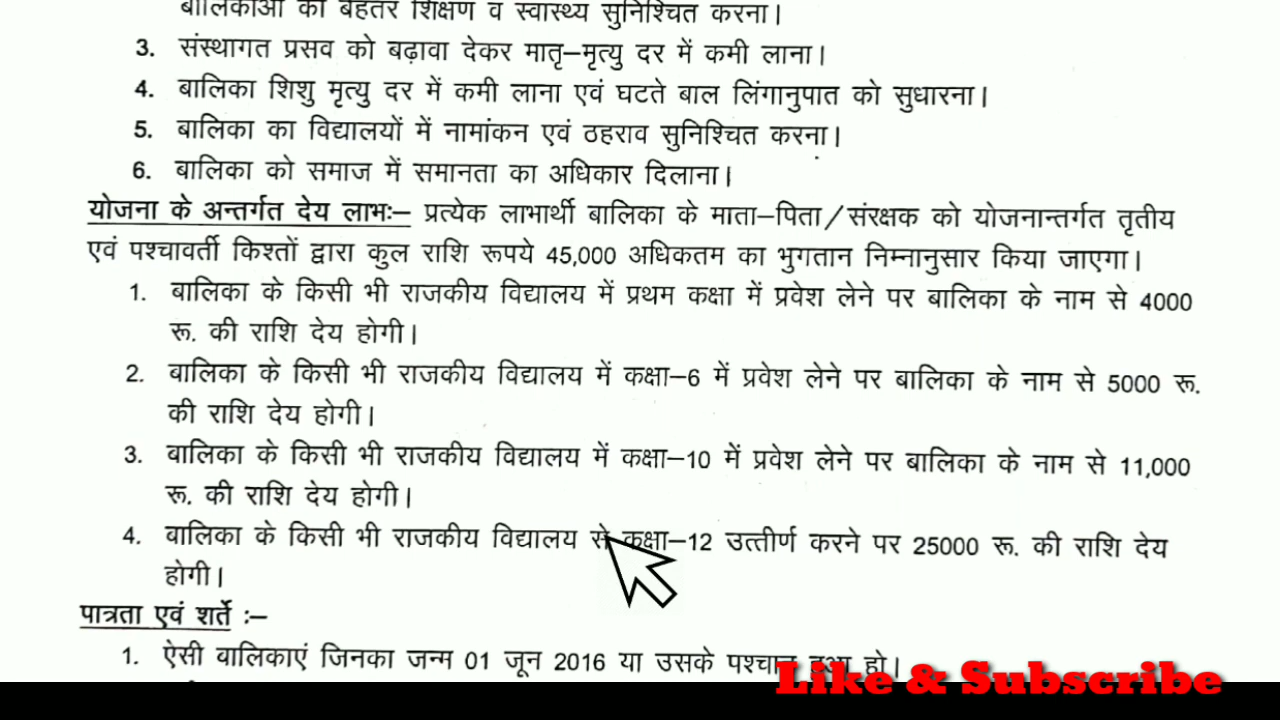 बालिकाओं को बेहतर शिक्षण व स्वास्थ्य सुनिश्चित करना।
3. संस्थागत प्रसव को बढ़ावा देकर मातृ–मृत्यु दर में कमी लाना।
4. बालिका शिशु मृत्यु दर में कमी लाना एवं घटते बाल लिंगानुपात को सुधारना।
5. बालिका का विद्यालयों में नामांकन एवं ठहराव सुनिश्चित करना।
6. बालिका को समाज में समानता का अधिकार दिलाना।
योजना के अन्तर्गत देय लाभः– प्रत्येक लाभार्थी बालिका के माता–पिता/संरक्षक को योजनान्तर्गत तृतीय
एवं पश्चावर्ती किश्तों द्वारा कुल राशि रूपये 45,000 अधिकतम का भुगतान निम्नानुसार किया जाएगा।
1. बालिका के किसी भी राजकीय विद्यालय में प्रथम कक्षा में प्रवेश लेने पर बालिका के नाम से 4000
रू. की राशि देय होगी।
2. बालिका के किसी भी राजकीय विद्यालय में कक्षा–6 में प्रवेश लेने पर बालिका के नाम से 5000 रू.
की राशि देय होगी।
3. बालिका के किसी भी राजकीय विद्यालय में कक्षा–10 में प्रवेश लेने पर बालिका के नाम से 11,000
रू. की राशि देय होगी।
4. बालिका के किसी भी राजकीय विद्यालय से कक्षा–12 उत्तीर्ण करने पर 25000 रू. की राशि देय
होगी।
पात्रता एवं शर्ते :–
1. ऐसी बालिकाएं जिनका जन्म 01 जून 2016 या उसके पश्चात हुआ हो।
Like & Subscribe